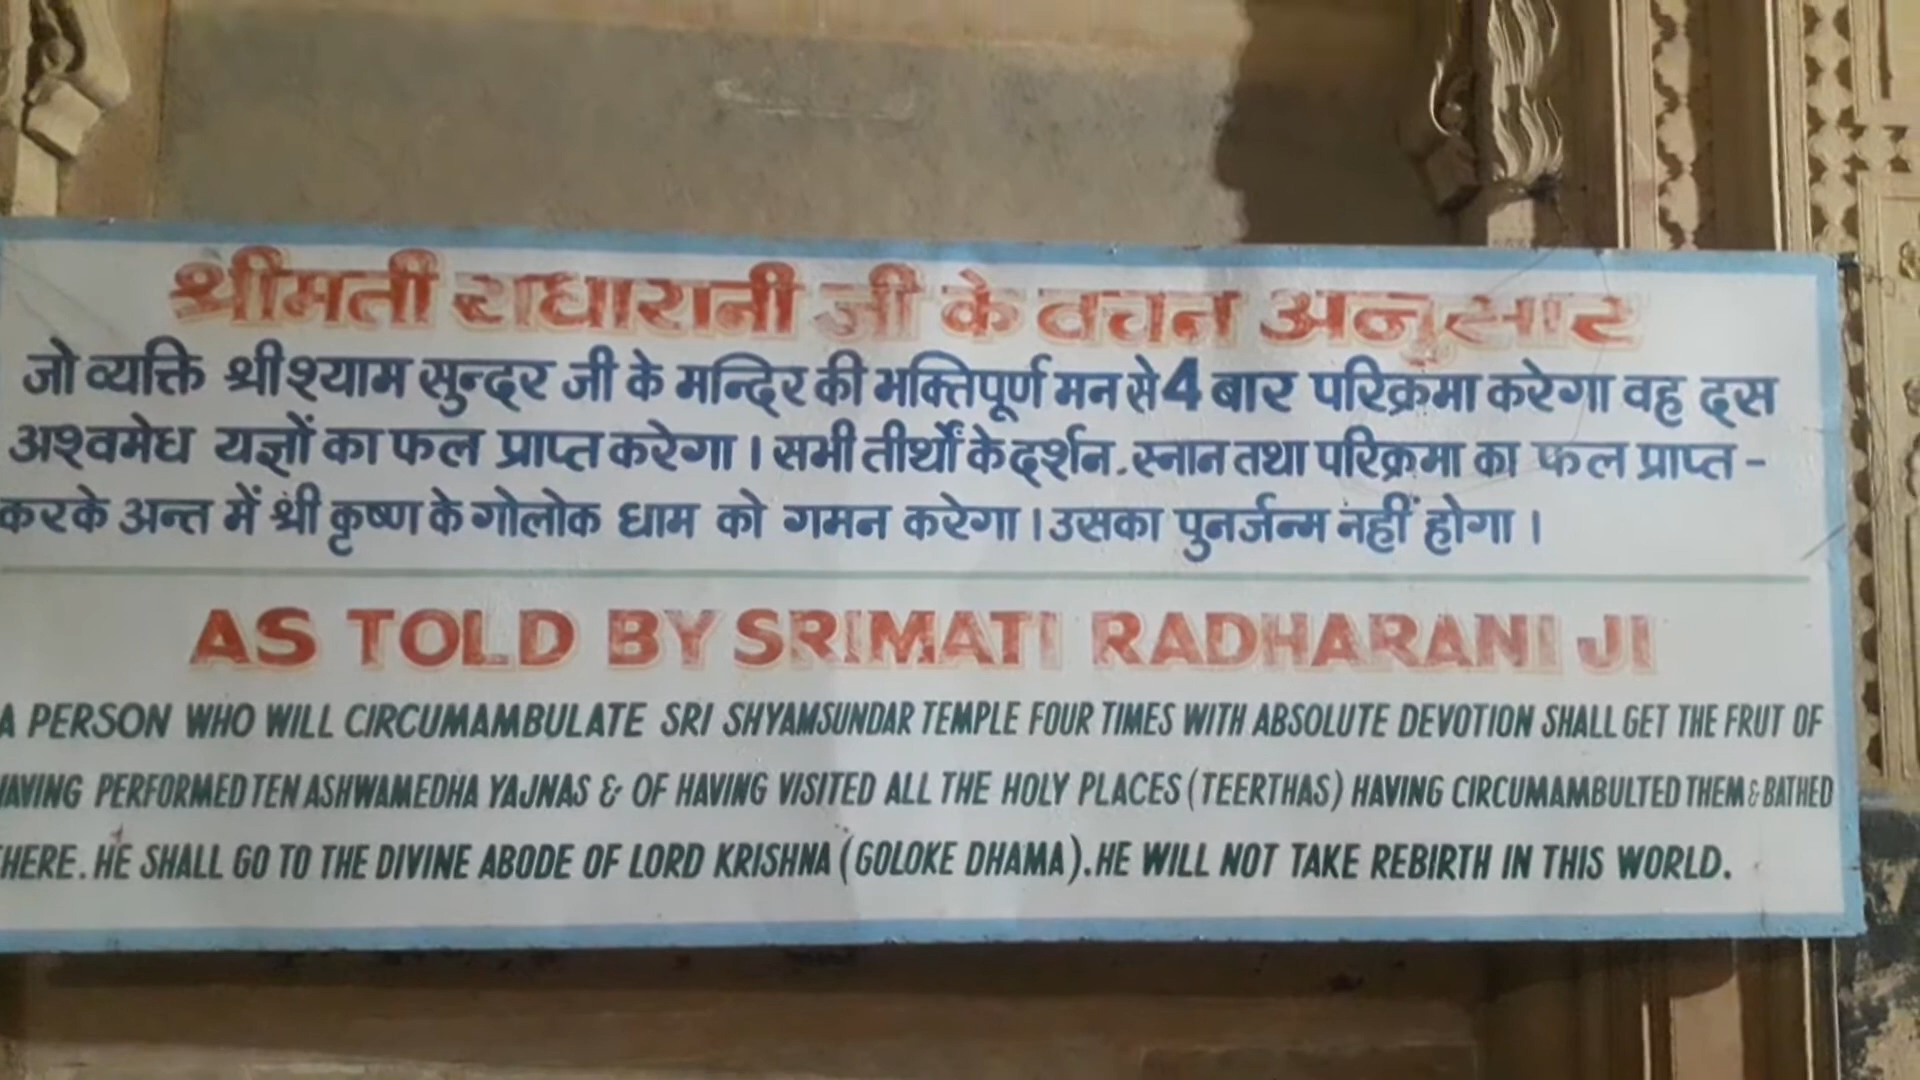 श्रीमती राधारानी जी के वचन अनुसार
जो व्यक्ति श्री श्याम सुन्दर जी के मन्दिर की भक्तिपूर्ण मन से 4 बार परिक्रमा करेगा वह दस
अश्वमेध यज्ञों का फल प्राप्त करेगा । सभी तीर्थों के दर्शन. स्नान तथा परिक्रमा का फल प्राप्त -
करके अन्त में श्री कृष्ण के गोलोक धाम को गमन करेगा । उसका पुनर्जन्म नहीं होगा ।
AS TOLD BY SRIMATI RADHARANI JI
A PERSON WHO WILL CIRCUMAMBULATE SRI SHYAMSUNDAR TEMPLE FOUR TIMES WITH ABSOLUTE DEVOTION SHALL GET THE FRUT OF
HAVING PERFORMED TEN ASHWAMEDHA YAJNAS & OF HAVING VISITED ALL THE HOLY PLACES (TEERTHAS) HAVING CIRCUMAMBULTED THEM & BATHED
THERE. HE SHALL GO TO THE DIVINE ABODE OF LORD KRISHNA (GOLOKE DHAMA). HE WILL NOT TAKE REBIRTH IN THIS WORLD.